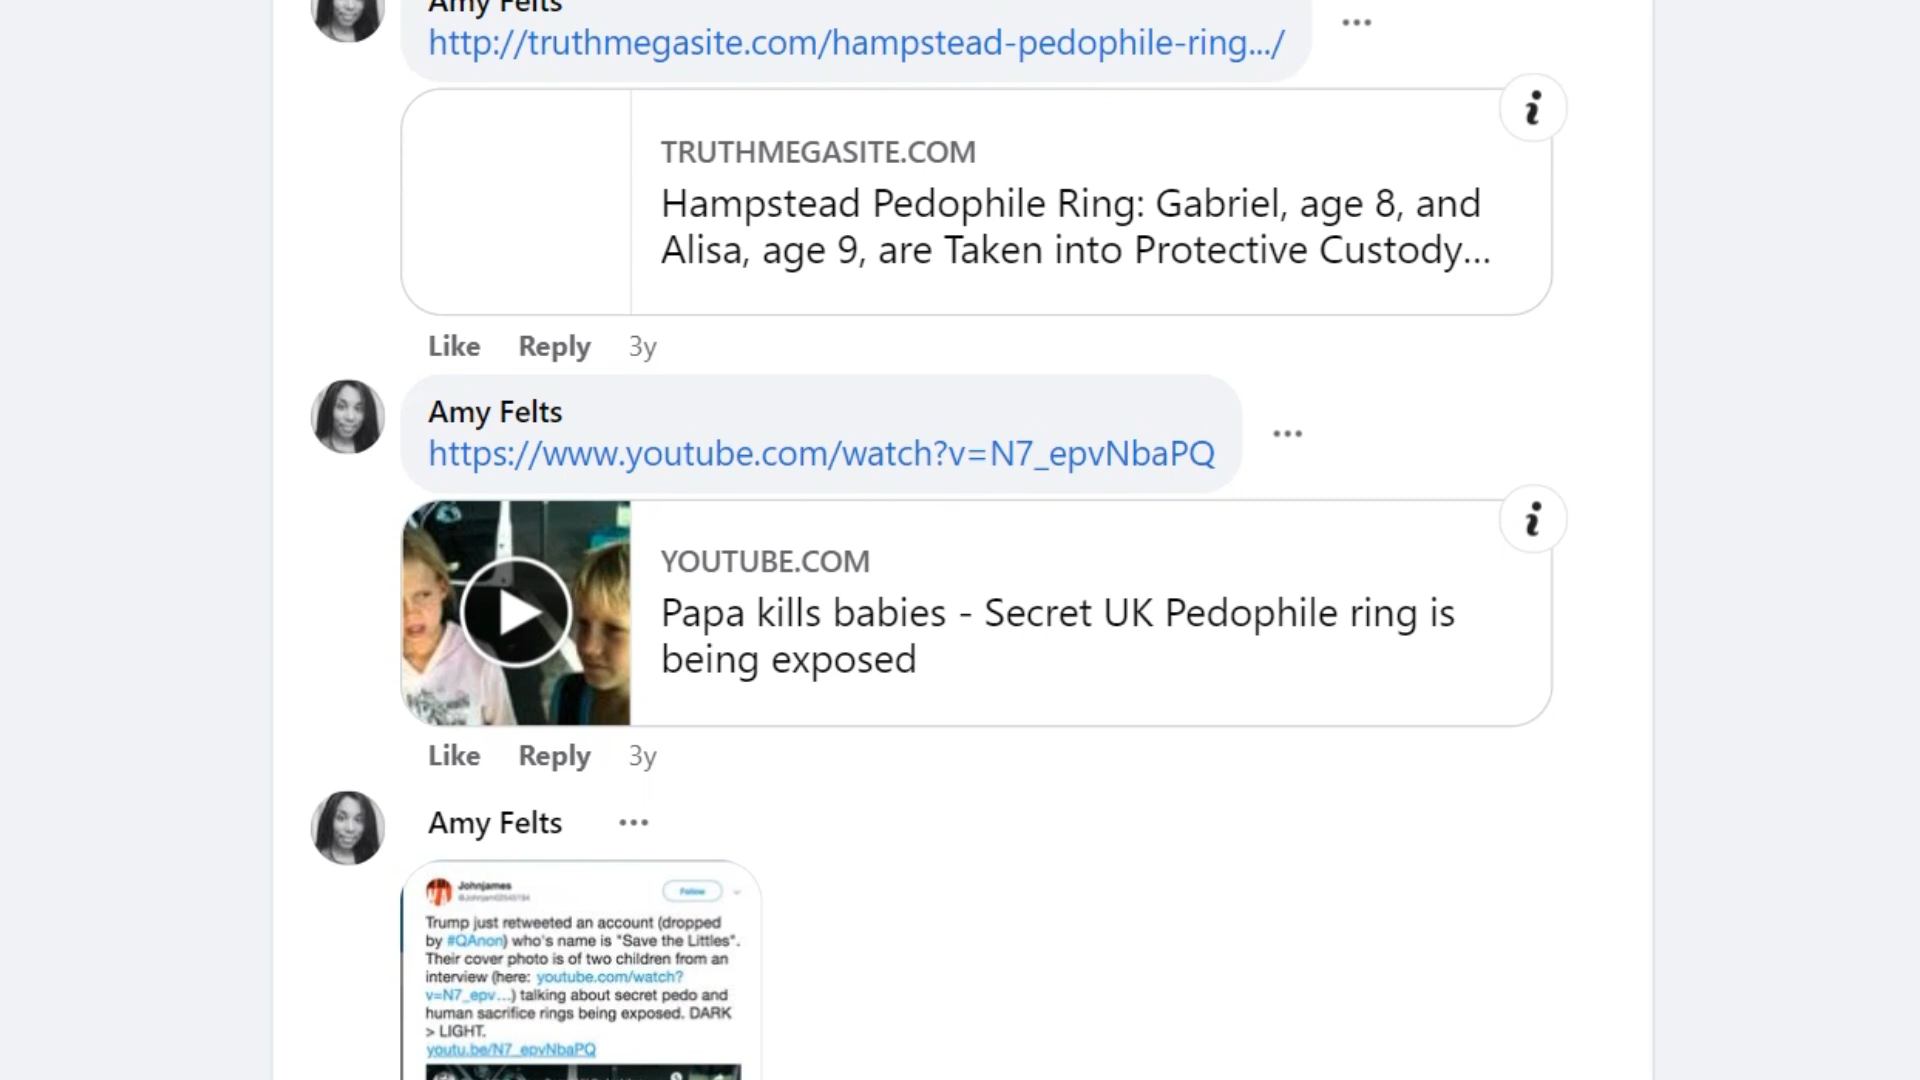 Amy Felts
http://truthmegasite.com/hampstead-pedophile-ring.../
TRUTHMEGASITE.COM
Hampstead Pedophile Ring: Gabriel, age 8, and
Alisa, age 9, are Taken into Protective Custody...
Like Reply 3y
Amy Felts
https://www.youtube.com/watch?v=N7_epvNbaPQ
YOUTUBE.COM
Papa kills babies - Secret UK Pedophile ring is
being exposed
Like Reply 3y
Amy Felts
Johnjames
Follow
Trump just retweeted an account (dropped
by #QAnon) who's name is "Save the Littles".
Their cover photo is of two children from an
interview (here: youtube.com/watch?
v=N7_epv...) talking about secret pedo and
human sacrifice rings being exposed. DARK
> LIGHT.
youtu.be/N7_epvNbaPQ